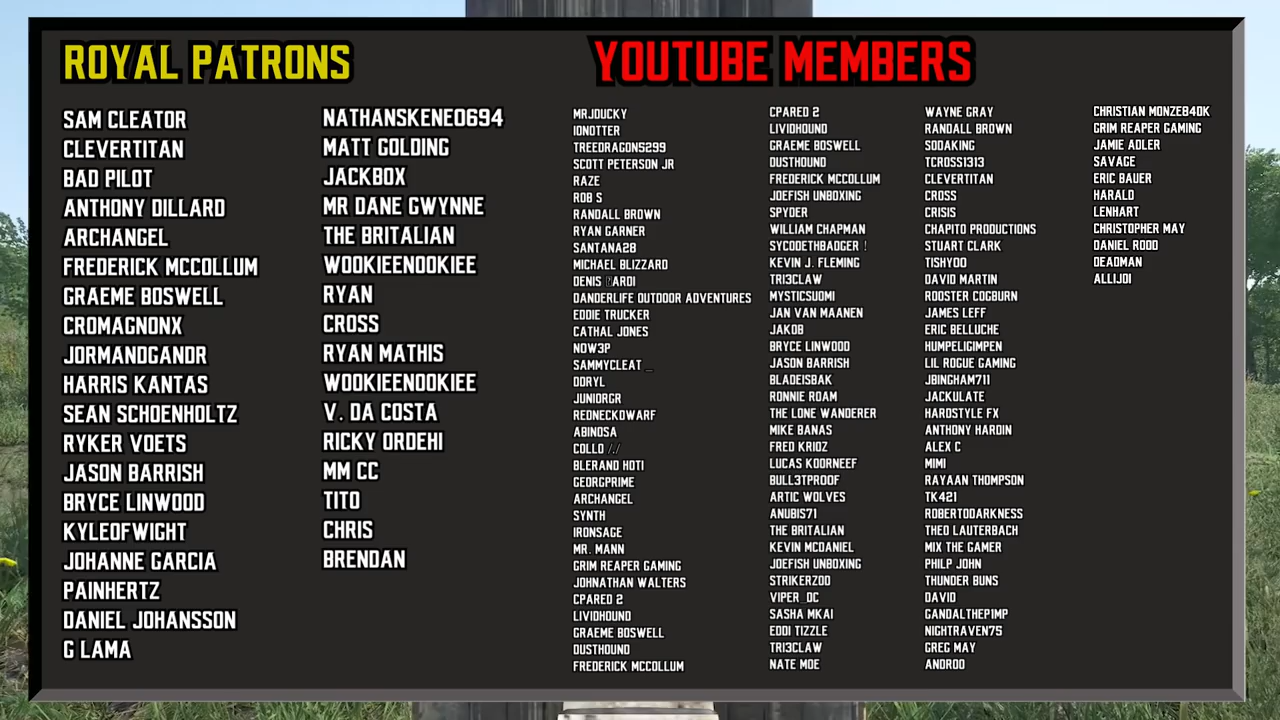 ROYAL PATRONS
SAM CLEATOR
CLEVERTITAN
BAD PILOT
ANTHONY DILLARD
ARCHANGEL
FREDERICK MCCOLLUM
GRAEME BOSWELL
CROMAGNONX
JORMANDGANDR
HARRIS KANTAS
SEAN SCHOENHOLTZ
RYKER VOETS
JASON BARRISH
BRYCE LINWOOD
KYLEOFWIGHT
JOHANNE GARCIA
PAINHERTZ
DANIEL JOHANSSON
G LAMA
NATHANSKENE0694
MATT GOLDING
JACKBOX
MR DANE GWYNNE
THE BRITALIAN
WOOKIEENOOKIEE
RYAN
CROSS
RYAN MATHIS
WOOKIEENOOKIEE
V. DA COSTA
RICKY ORDEHI
MM CC
TITO
CHRIS
BRENDAN
YOUTUBE MEMBERS
MRJDUCKY
IDNOTTER
TREEDRAGON5299
SCOTT PETERSON JR
RAZE
ROB S
RANDALL BROWN
RYAN GARNER
SANTANA28
MICHAEL BLIZZARD
DENIS ARDI
DANDERLIFE OUTDOOR ADVENTURES
EDDIE TRUCKER
CATHAL JONES
NOW3P
SAMMYCLEAT _
DDRYL
JUNIORGR
REDNECKDWARF
ABINOSA
COLLO /./
BLERAND HOTI
GEORGPRIME
ARCHANGEL
SYNTH
IRONSAGE
MR. MANN
GRIM REAPER GAMING
JOHNATHAN WALTERS
CPARED 2
LIVIDHOUND
GRAEME BOSWELL
DUSTHOUND
FREDERICK MCCOLLUM
CPARED 2
LIVIDHOUND
GRAEME BOSWELL
DUSTHOUND
FREDERICK MCCOLLUM
JOEFISH UNBOXING
SPYDER
WILLIAM CHAPMAN
SYCODETHBADGER !
KEVIN J. FLEMING
TRI3CLAW
MYSTICSUOMI
JAN VAN MAANEN
JAKOB
BRYCE LINWOOD
JASON BARRISH
BLADEISBAK
RONNIE ROAM
THE LONE WANDERER
MIKE BANAS
FRED KRIDZ
LUCAS KOORNEEF
BULL3TPROOF
ARTIC WOLVES
ANUBIS71
THE BRITALIAN
KEVIN MCDANIEL
JOEFISH UNBOXING
STRIKERZOD
VIPER_DC
SASHA MKAI
EDDI TIZZLE
TRI3CLAW
NATE MOE
WAYNE GRAY
RANDALL BROWN
SODAKING
TCROSS1313
CLEVERTITAN
CROSS
CRISIS
CHAPITO PRODUCTIONS
STUART CLARK
TISHYOO
DAVID MARTIN
ROOSTER COGBURN
JAMES LEFF
ERIC BELLUCHE
HUMPELIGIMPEN
LIL ROGUE GAMING
JBINGHAM711
JACKULATE
HARDSTYLE FX
ANTHONY HARDIN
ALEX C
MIMI
RAYAAN THOMPSON
TK421
ROBERTODARKNESS
THEO LAUTERBACH
MIX THE GAMER
PHILP JOHN
THUNDER BUNS
DAVID
GANDALTHEP1MP
NIGHTRAVEN75
GREG MAY
ANDROO
CHRISTIAN MONZEB4DK
GRIM REAPER GAMING
JAMIE ADLER
SAVAGE
ERIC BAUER
HARALD
LENHART
CHRISTOPHER MAY
DANIEL RODD
DEADMAN
ALLIJOI